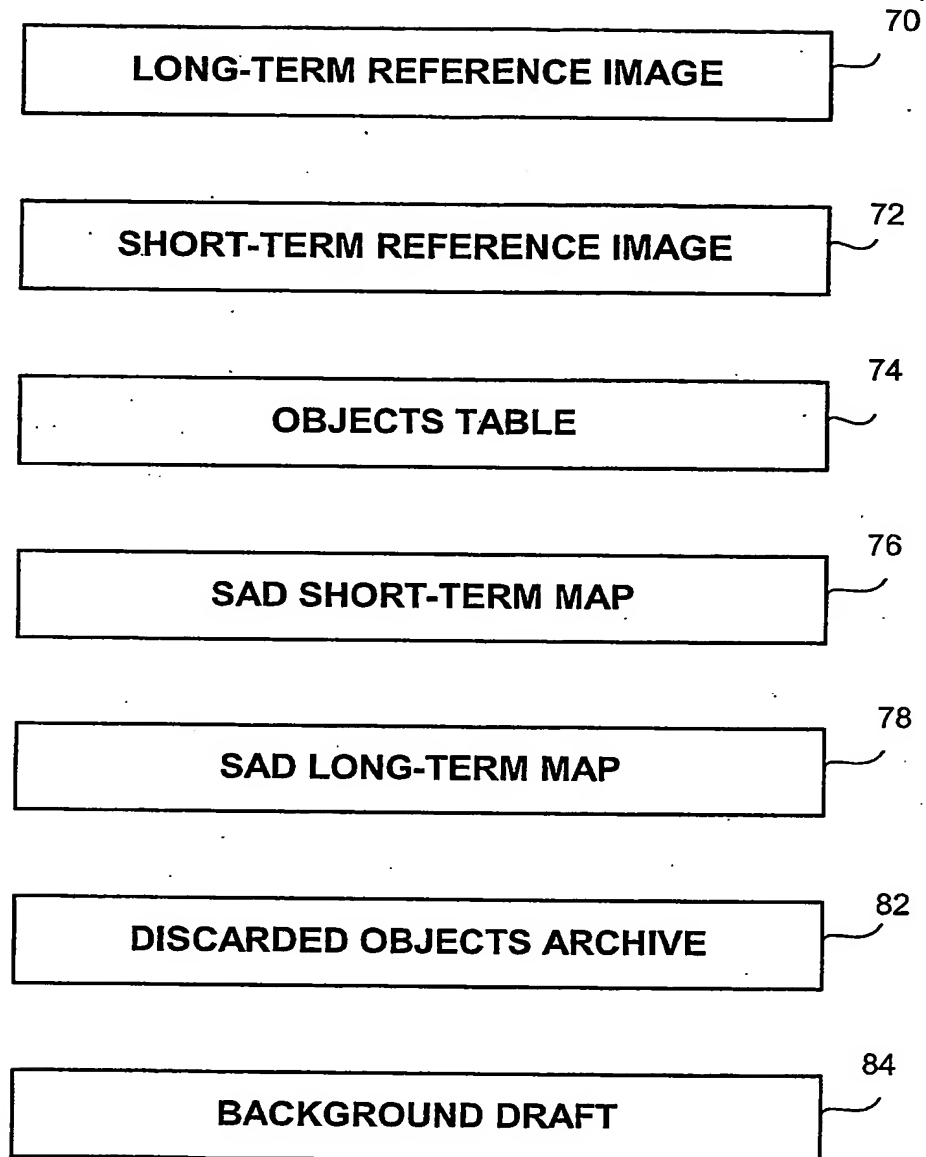 70
LONG-TERM REFERENCE IMAGE
72
SHORT-TERM REFERENCE IMAGE
74
OBJECTS TABLE
76
SAD SHORT-TERM MAP
78
SAD LONG-TERM MAP
82
DISCARDED OBJECTS ARCHIVE
84
BACKGROUND DRAFT